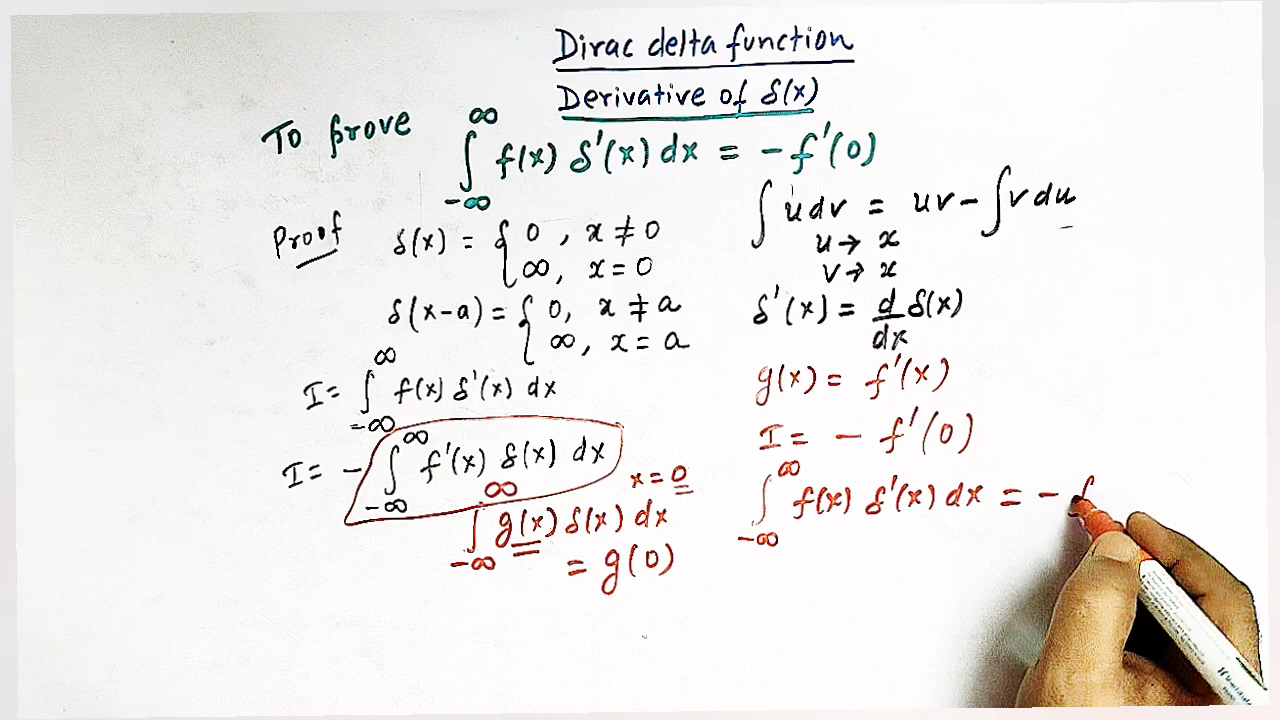 Dirac delta function
Derivative of δ(x)
To prove ∫_{-∞}^{∞} f(x) δ'(x) dx = - f'(0)
Proof δ(x) = { 0 , x ≠ 0
∞, x = 0
δ(x-a) = { 0, x ≠ a
∞, x = a
I = ∫_{-∞}^{∞} f(x) δ'(x) dx
I = - ∫_{-∞}^{∞} f'(x) δ(x) dx
x = 0
∫_{-∞}^{∞} g(x) δ(x) dx
= g(0)
∫ u dv = uv - ∫ v du
u → x
v → x
δ'(x) = d/dx δ(x)
g(x) = f'(x)
I = - f'(0)
∫_{-∞}^{∞} f(x) δ'(x) dx = - f